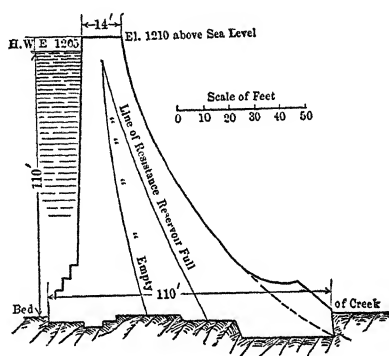 14'
El. 1210 above Sea Level
H.W E 1205
Scale of Feet
0 10 20 30 40 50
110'
Line of Resistance Reservoir Full
" " " " Empty
110'
Bed
of Creek